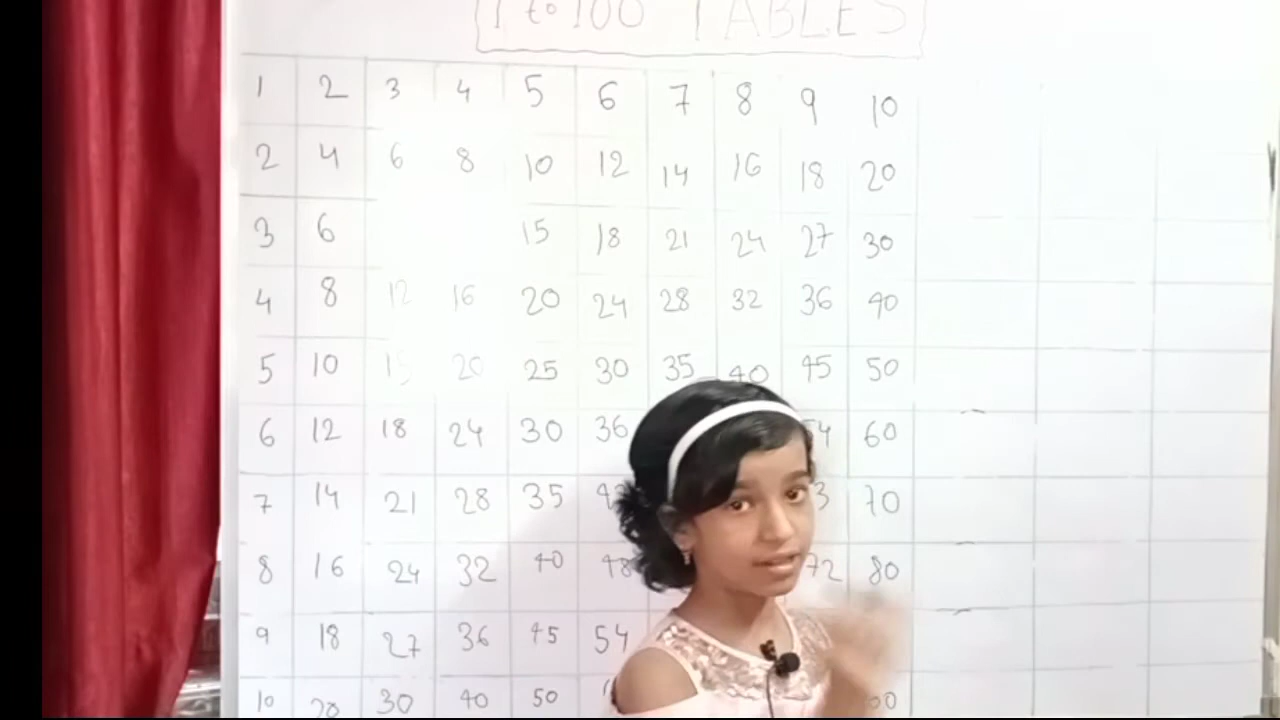 1 to 100 TABLES
1 2 3 4 5 6 7 8 9 10
2 4 6 8 10 12 14 16 18 20
3 6 15 18 21 24 27 30
4 8 12 16 20 24 28 32 36 40
5 10 15 20 25 30 35 40 45 50
6 12 18 24 30 36 60
7 14 21 28 35 70
8 16 24 32 40 48 72 80
9 18 27 36 45 54
10 20 30 40 50